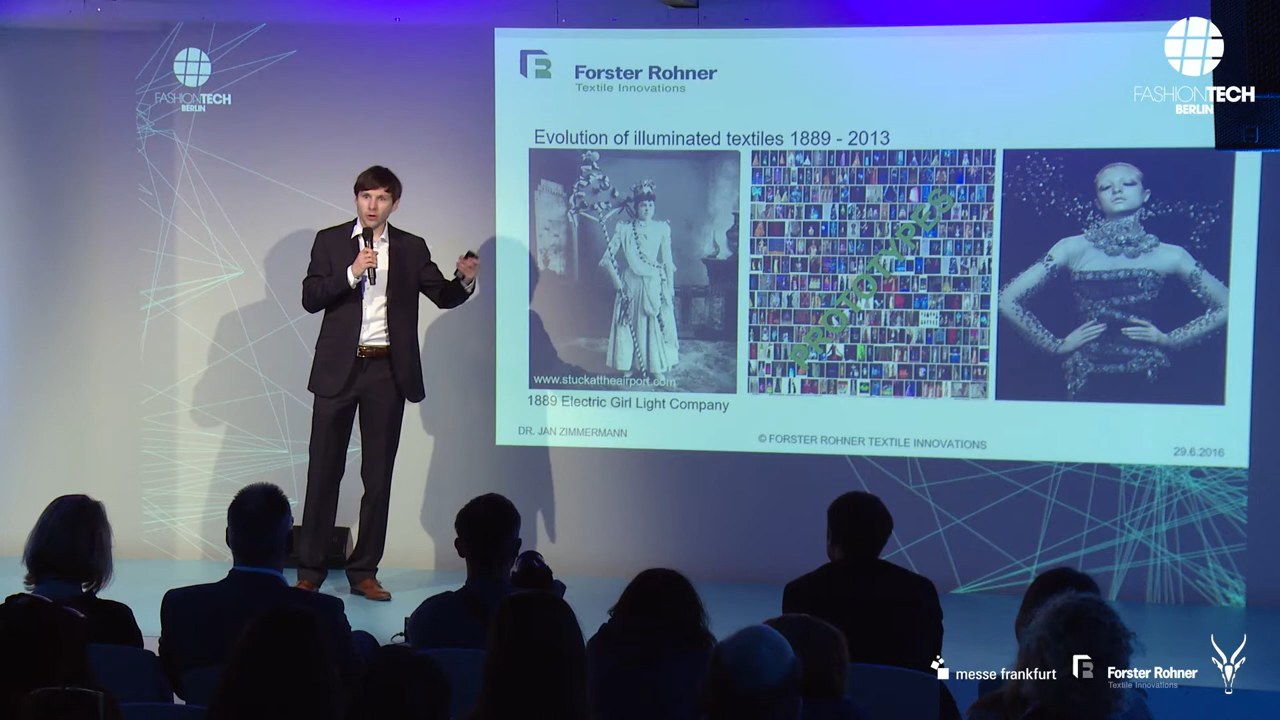 FASHIONTECH
BERLIN
Forster Rohner
Textile Innovations
FASHIONTECH
BERLIN
Evolution of illuminated textiles 1889 - 2013
PROTOTYPES
www.stuckattheairport.com
1889 Electric Girl Light Company
DR. JAN ZIMMERMANN
© FORSTER ROHNER TEXTILE INNOVATIONS
29.6.2016
messe frankfurt
Forster Rohner
Textile Innovations